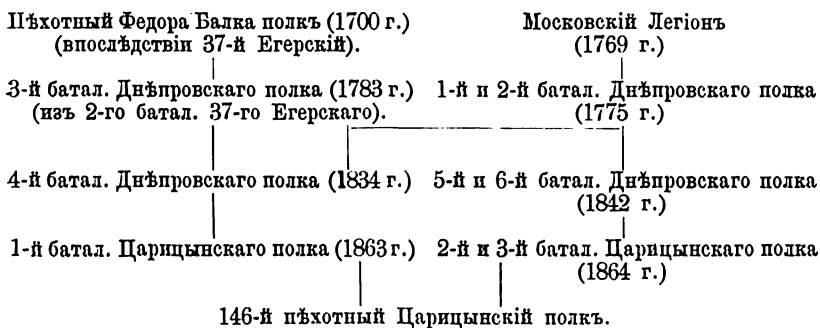 Пѣхотный Федора Балка полкъ (1700 г.)
(впослѣдствіи 37-й Егерскій).
Московскій Легіонъ
(1769 г.)
3-й батал. Днѣпровскаго полка (1783 г.)
(изъ 2-го батал. 37-го Егерскаго).
1-й и 2-й батал. Днѣпровскаго полка
(1775 г.)
4-й батал. Днѣпровскаго полка (1834 г.)
5-й и 6-й батал. Днѣпровскаго полка
(1842 г.)
1-й батал. Царицынскаго полка (1863 г.)
2-й и 3-й батал. Царицынскаго полка
(1864 г.)
146-й пѣхотный Царицынскій полкъ.